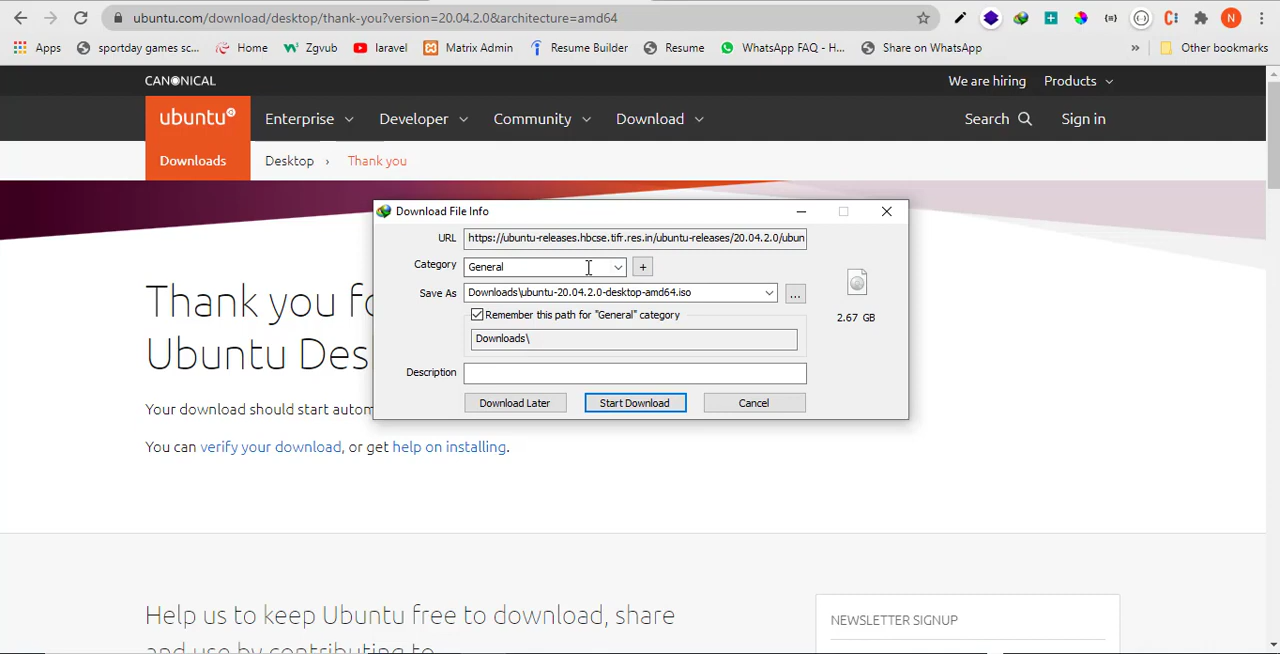 ubuntu.com/download/desktop/thank-you?version=20.04.2.0&architecture=amd64
N
Apps sportday games sc... Home Zgvub laravel Matrix Admin Resume Builder Resume WhatsApp FAQ - H... Share on WhatsApp » Other bookmarks
CANONICAL We are hiring Products
ubuntu Enterprise Developer Community Download Search Sign in
Downloads Desktop › Thank you
Download File Info
URL https://ubuntu-releases.hbcse.tifr.res.in/ubuntu-releases/20.04.2.0/ubun
Category General +
Save As Downloads\ubuntu-20.04.2.0-desktop-amd64.iso ...
2.67 GB
Remember this path for "General" category
Downloads\
Description
Download Later Start Download Cancel
Thank you fo
Ubuntu Des
Your download should start autom
You can verify your download, or get help on installing.
Help us to keep Ubuntu free to download, share
and use by contributing to
NEWSLETTER SIGNUP